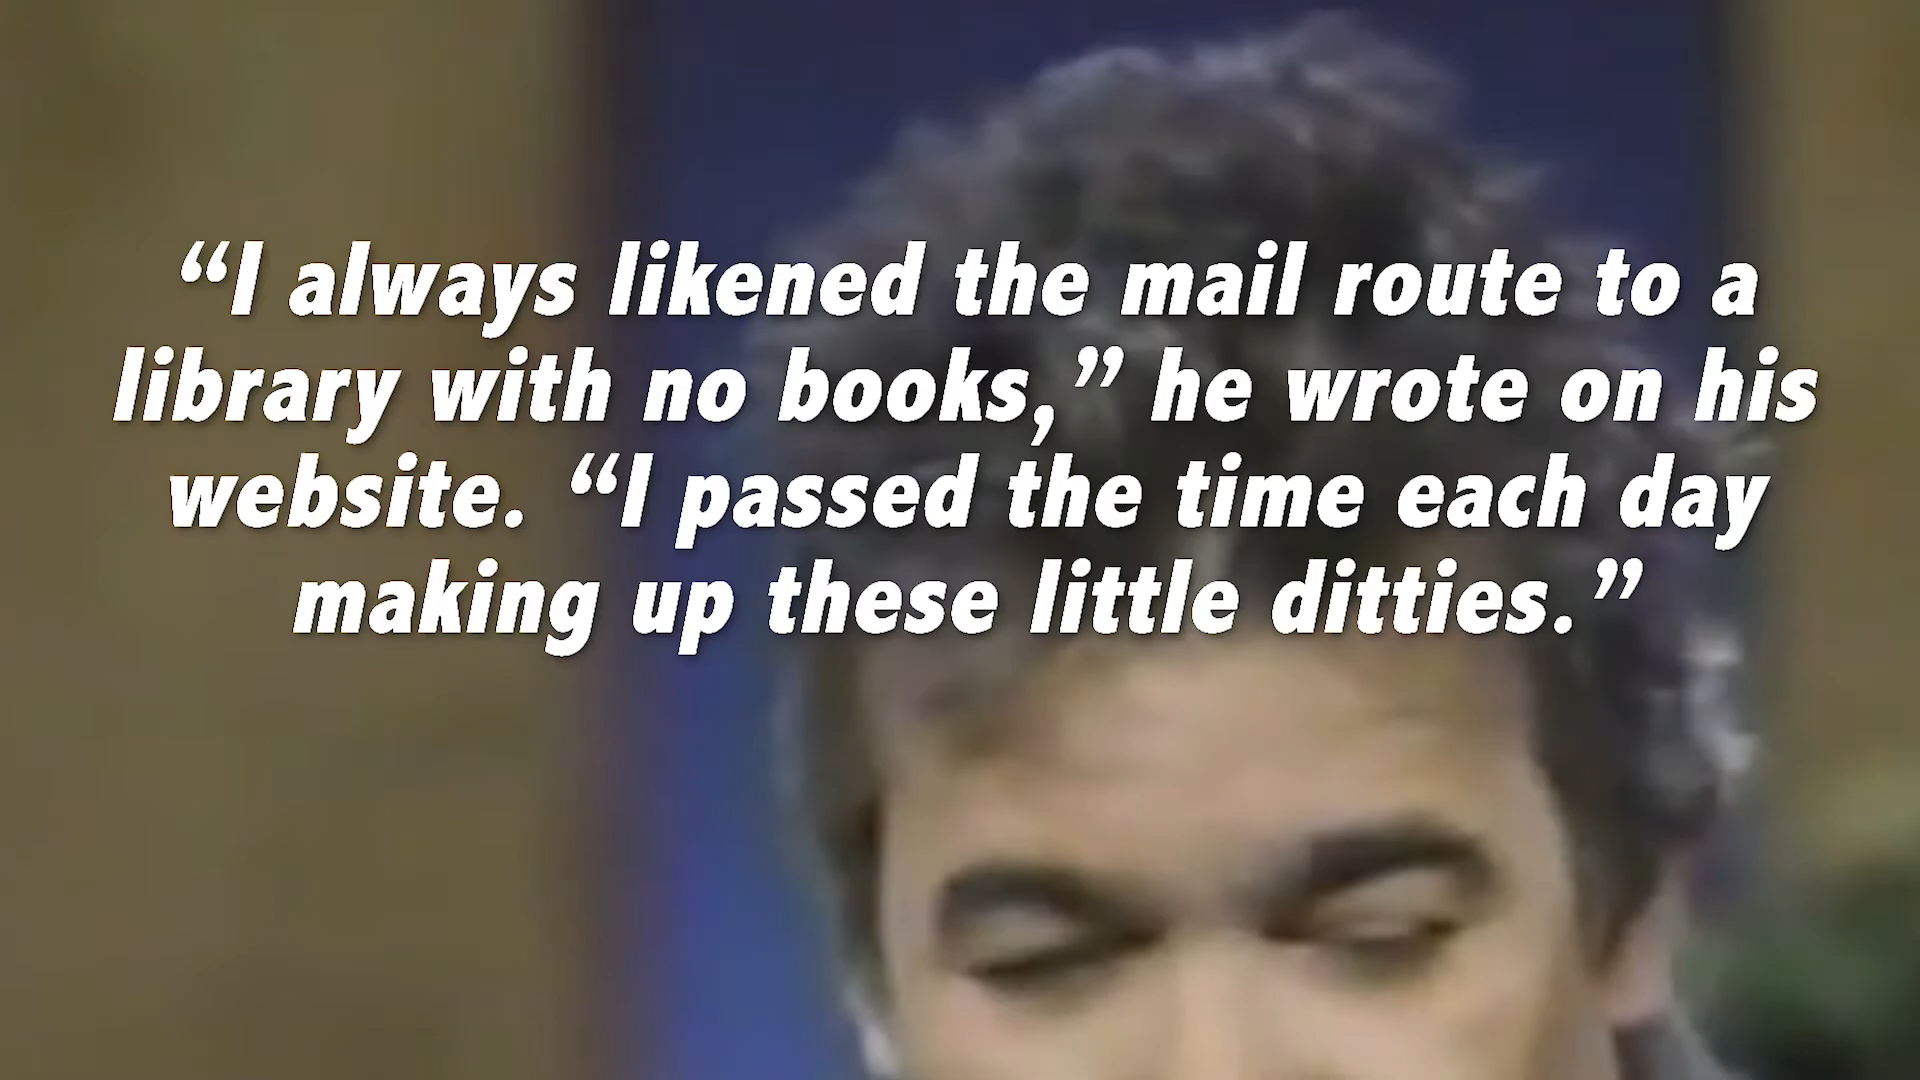 “I always likened the mail route to a
library with no books,” he wrote on his
website. “I passed the time each day
making up these little ditties.”